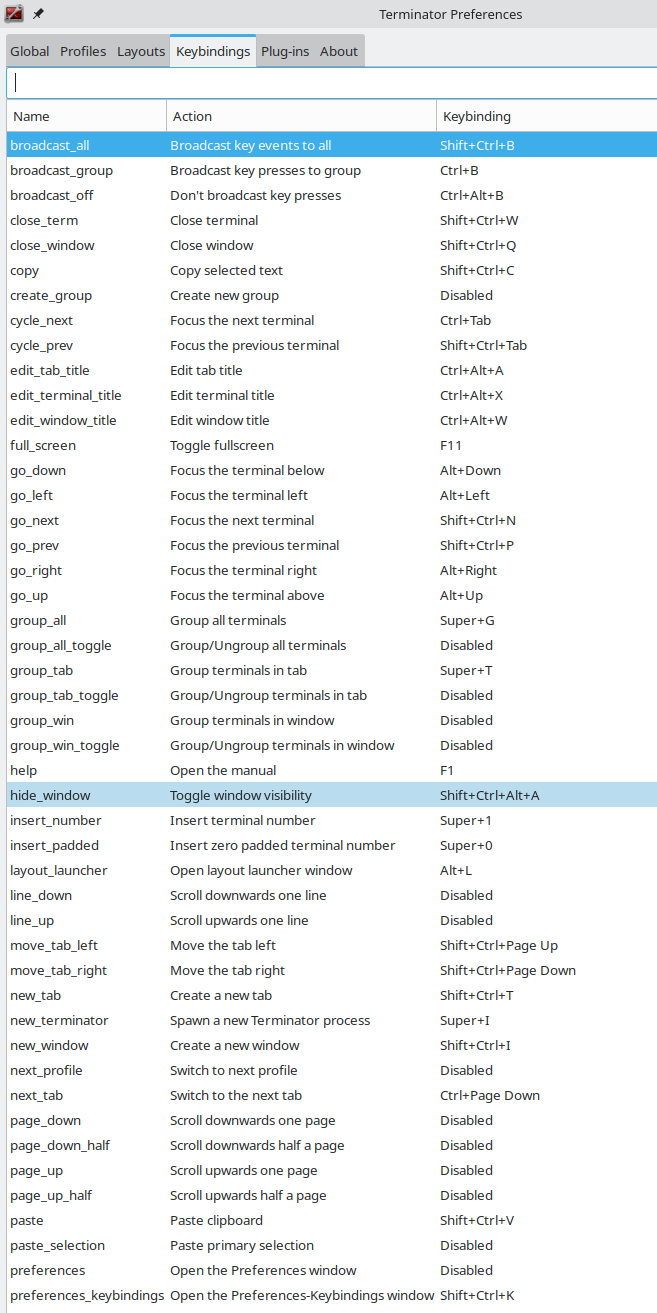 Terminator Preferences
Global Profiles Layouts Keybindings Plug-ins About
Name Action Keybinding
broadcast_all Broadcast key events to all Shift+Ctrl+B
broadcast_group Broadcast key presses to group Ctrl+B
broadcast_off Don't broadcast key presses Ctrl+Alt+B
close_term Close terminal Shift+Ctrl+W
close_window Close window Shift+Ctrl+Q
copy Copy selected text Shift+Ctrl+C
create_group Create new group Disabled
cycle_next Focus the next terminal Ctrl+Tab
cycle_prev Focus the previous terminal Shift+Ctrl+Tab
edit_tab_title Edit tab title Ctrl+Alt+A
edit_terminal_title Edit terminal title Ctrl+Alt+X
edit_window_title Edit window title Ctrl+Alt+W
full_screen Toggle fullscreen F11
go_down Focus the terminal below Alt+Down
go_left Focus the terminal left Alt+Left
go_next Focus the next terminal Shift+Ctrl+N
go_prev Focus the previous terminal Shift+Ctrl+P
go_right Focus the terminal right Alt+Right
go_up Focus the terminal above Alt+Up
group_all Group all terminals Super+G
group_all_toggle Group/Ungroup all terminals Disabled
group_tab Group terminals in tab Super+T
group_tab_toggle Group/Ungroup terminals in tab Disabled
group_win Group terminals in window Disabled
group_win_toggle Group/Ungroup terminals in window Disabled
help Open the manual F1
hide_window Toggle window visibility Shift+Ctrl+Alt+A
insert_number Insert terminal number Super+1
insert_padded Insert zero padded terminal number Super+0
layout_launcher Open layout launcher window Alt+L
line_down Scroll downwards one line Disabled
line_up Scroll upwards one line Disabled
move_tab_left Move the tab left Shift+Ctrl+Page Up
move_tab_right Move the tab right Shift+Ctrl+Page Down
new_tab Create a new tab Shift+Ctrl+T
new_terminator Spawn a new Terminator process Super+I
new_window Create a new window Shift+Ctrl+I
next_profile Switch to next profile Disabled
next_tab Switch to the next tab Ctrl+Page Down
page_down Scroll downwards one page Disabled
page_down_half Scroll downwards half a page Disabled
page_up Scroll upwards one page Disabled
page_up_half Scroll upwards half a page Disabled
paste Paste clipboard Shift+Ctrl+V
paste_selection Paste primary selection Disabled
preferences Open the Preferences window Disabled
preferences_keybindings Open the Preferences-Keybindings window Shift+Ctrl+K